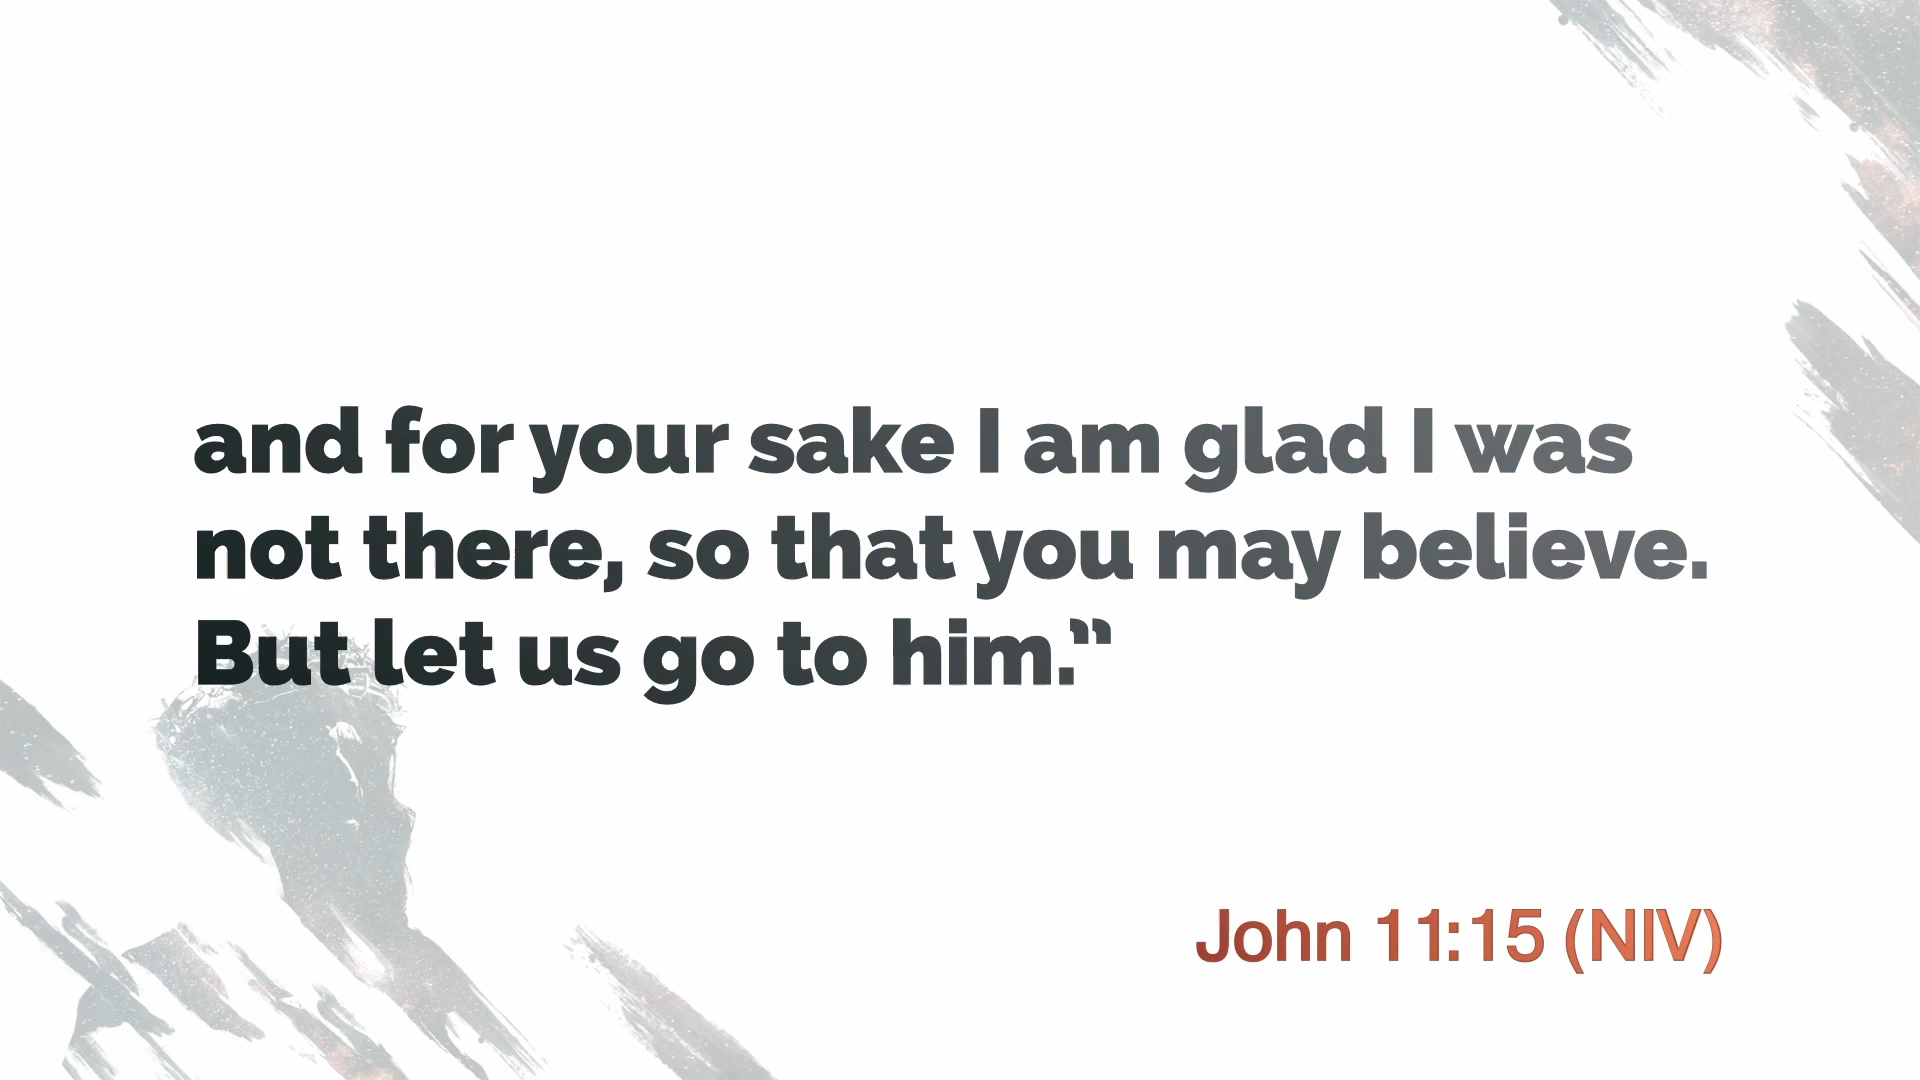 and for your sake I am glad I was
not there, so that you may believe.
But let us go to him.”
John 11:15 (NIV)